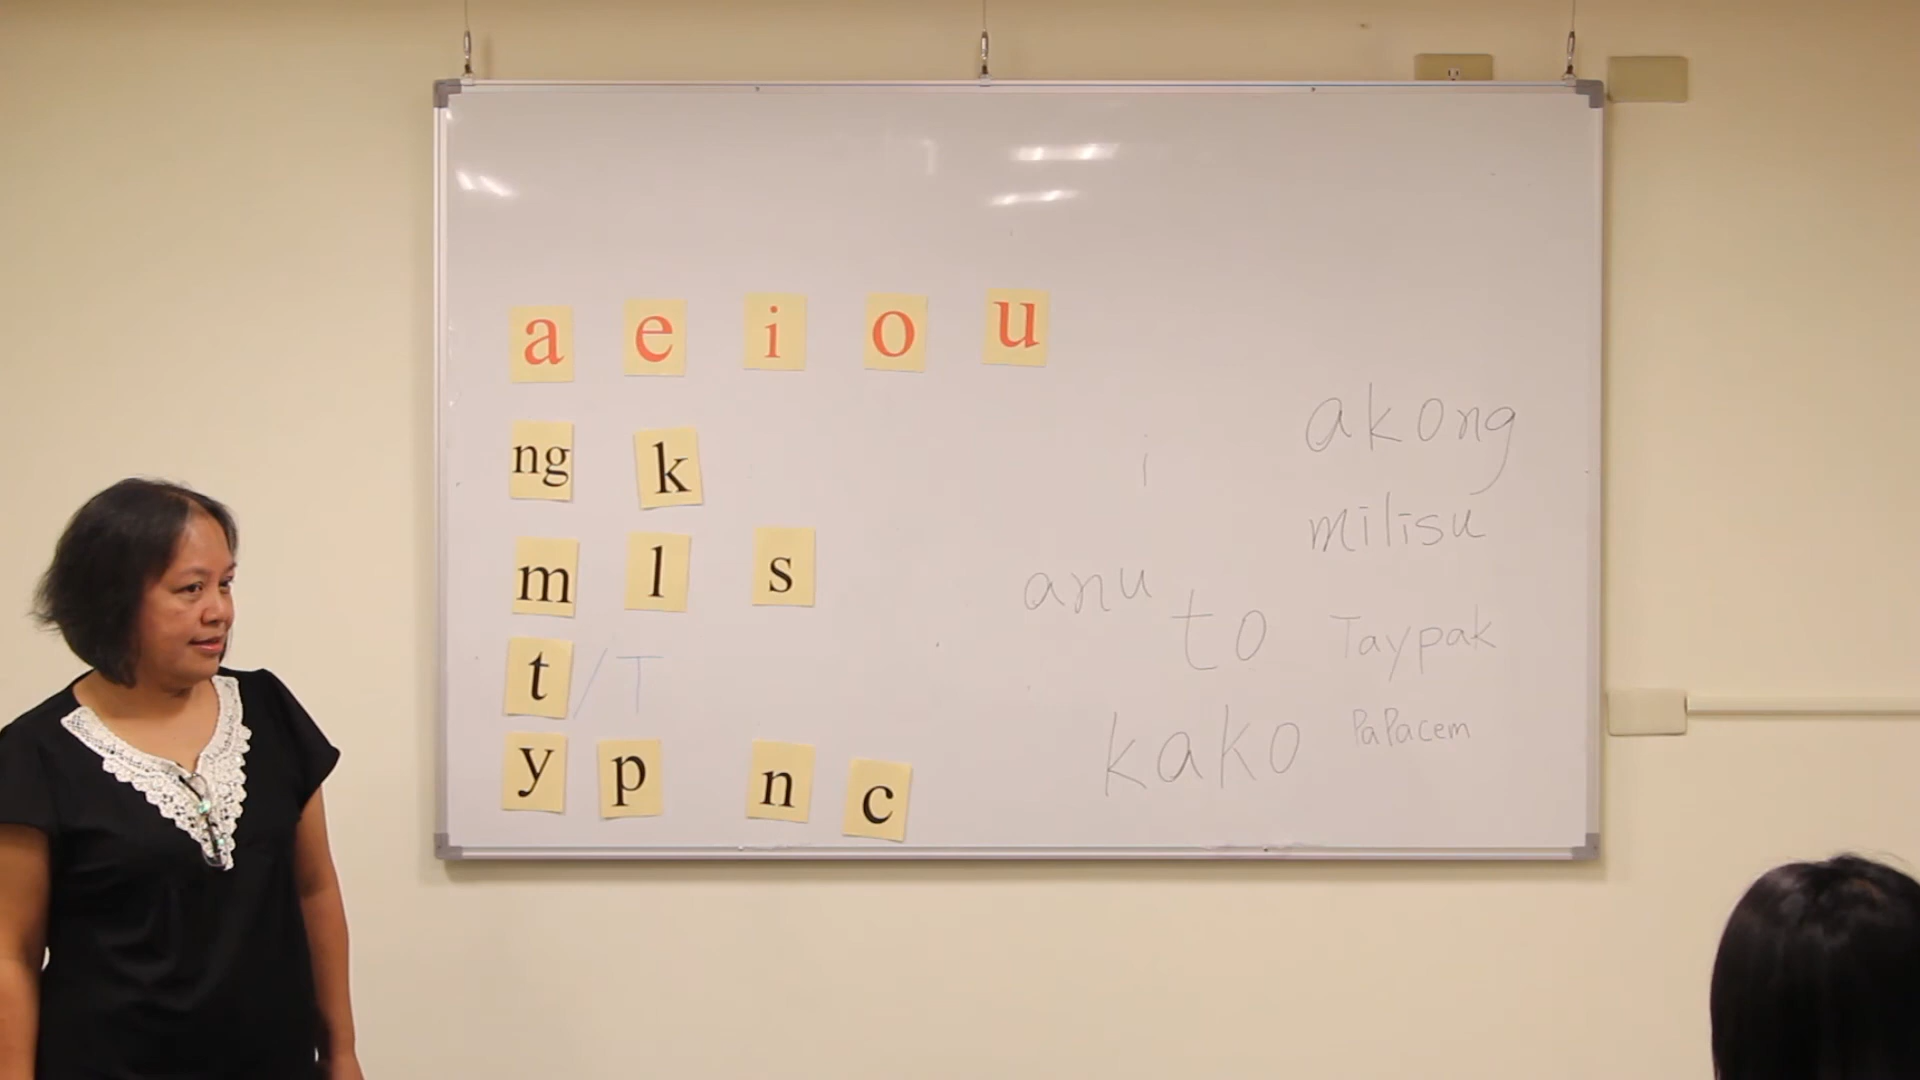 a e i o u
ng k
m l s
t / T
y p n c
i
akong
milisu
anu
to
Taypak
kako
PaPacem